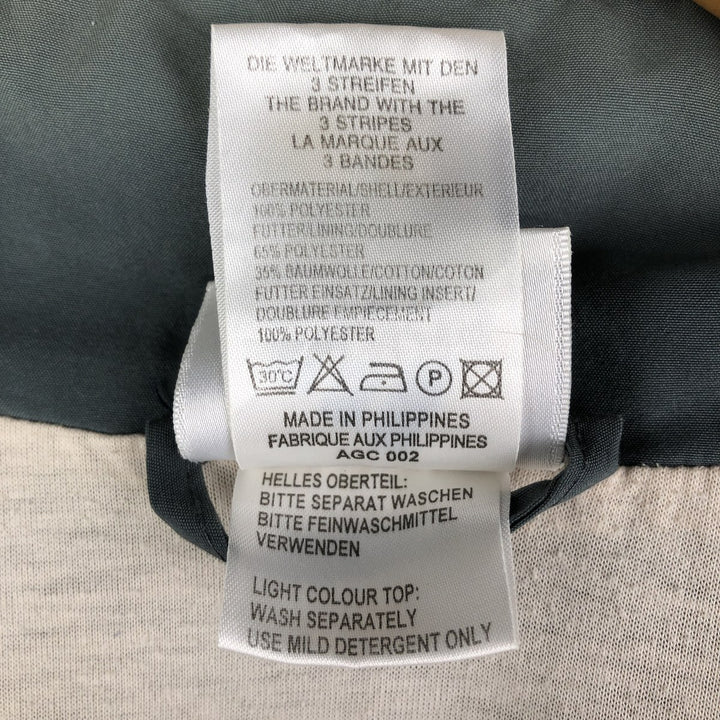 DIE WELTMARKE MIT DEN
3 STREIFEN
THE BRAND WITH THE
3 STRIPES
LA MARQUE AUX
3 BANDES
OBERMATERIAL/SHELL/EXTERIEUR
100% POLYESTER
FUTTER/LINING/DOUBLURE
65% POLYESTER
35% BAUMWOLLE/COTTON/COTON
FUTTER EINSATZ/LINING INSERT/
DOUBLURE EMPIECEMENT
100% POLYESTER
30°C P
MADE IN PHILIPPINES
FABRIQUE AUX PHILIPPINES
AGC 002
HELLES OBERTEIL:
BITTE SEPARAT WASCHEN
BITTE FEINWASCHMITTEL
VERWENDEN
LIGHT COLOUR TOP:
WASH SEPARATELY
USE MILD DETERGENT ONLY